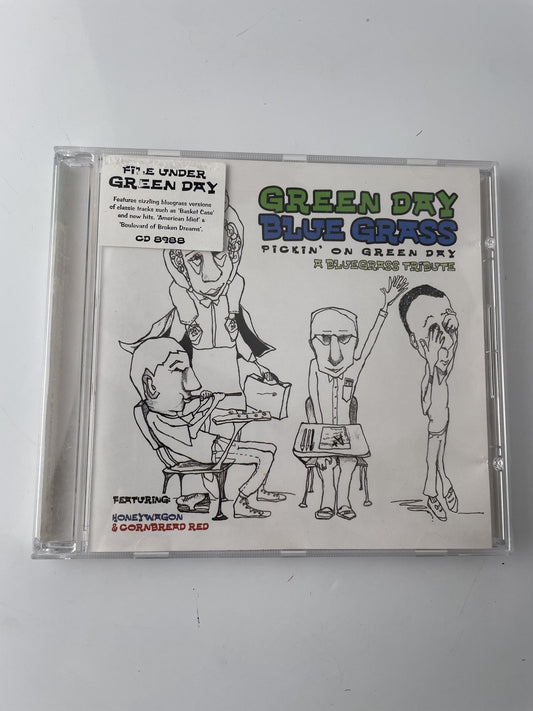 FILE UNDER
GREEN DAY
Features sizzling bluegrass versions
of classic tracks such as 'Basket Case'
and new hits, 'American Idiot' &
'Boulevard of Broken Dreams'.
CD 8988
GREEN DAY
BLUE GRASS
PICKIN' ON GREEN DAY
A BLUEGRASS TRIBUTE
FEATURING:
HONEYWAGON
& CORNBREAD RED